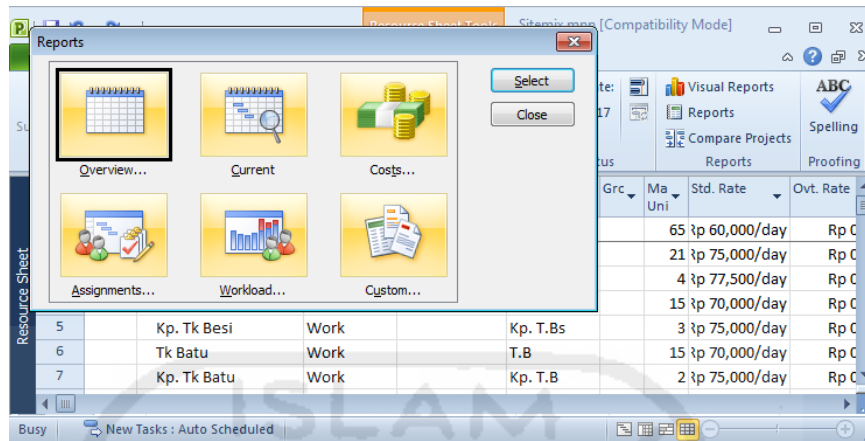 Resource Sheet Tools Sitemix.mpp [Compatibility Mode]
Reports
Select
Close
Overview...
Current
Costs...
Assignments...
Workload...
Custom...
Visual Reports
17 Reports
Compare Projects
Reports
ABC
Spelling
Proofing
Resource Sheet
Std. Rate Ovt. Rate
65 Rp 60,000/day
21 Rp 75,000/day
4 Rp 77,500/day
15 Rp 70,000/day
5 Kp. Tk Besi Work Kp. T.Bs 3 Rp 75,000/day
6 Tk Batu Work T.B 15 Rp 70,000/day
7 Kp. Tk Batu Work Kp. T.B 2 Rp 75,000/day
ISLAM
Busy New Tasks : Auto Scheduled